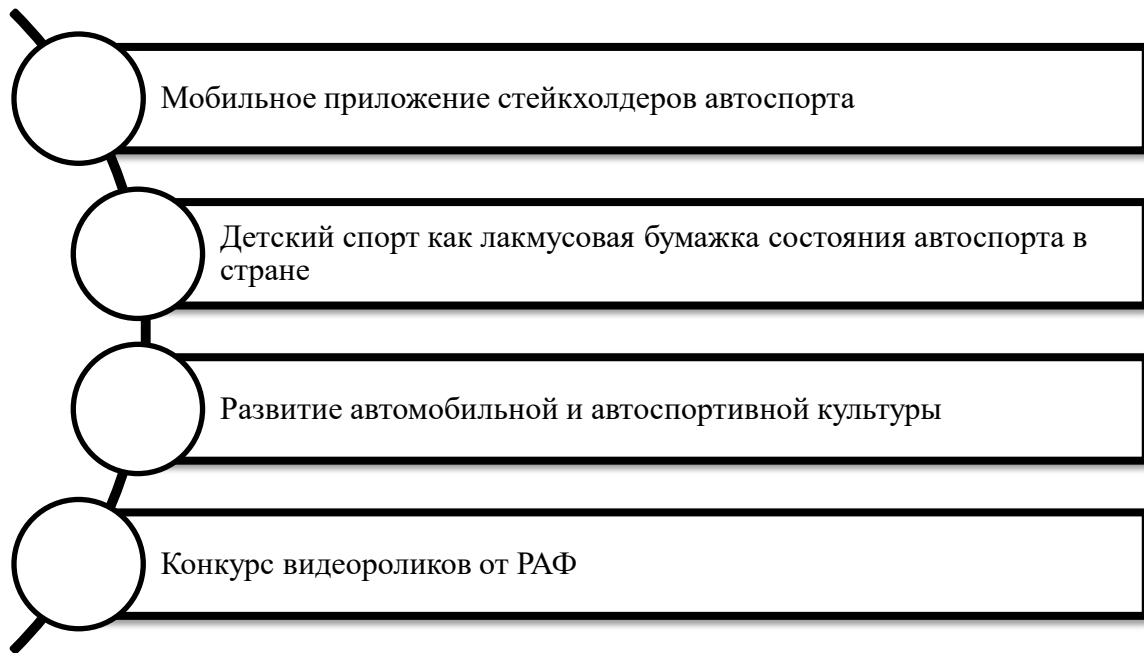 Мобильное приложение стейкхолдеров автоспорта
Детский спорт как лакмусовая бумажка состояния автоспорта в
стране
Развитие автомобильной и автоспортивной культуры
Конкурс видеороликов от РАФ